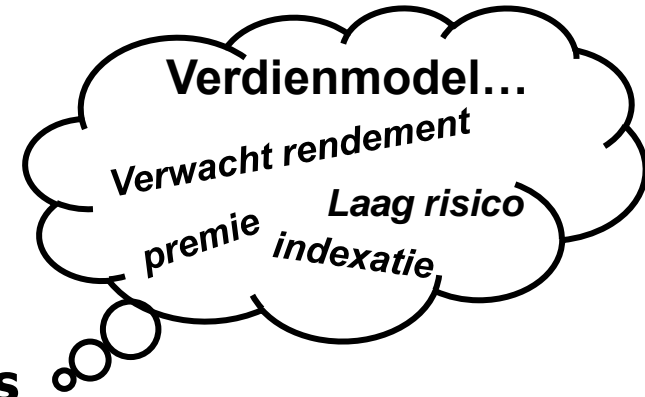 Verdienmodel…
Verwacht rendement
Laag risico
premie
indexatie
s